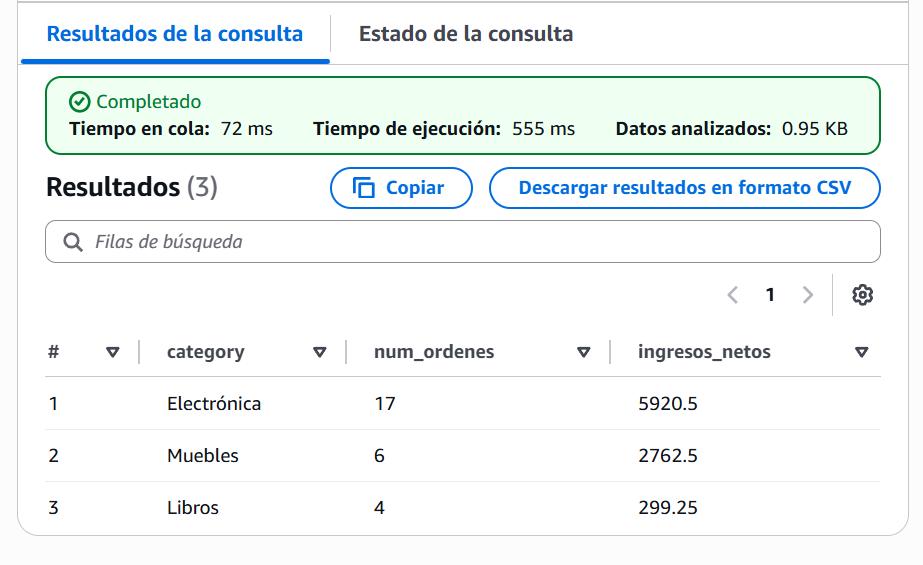 Resultados de la consulta Estado de la consulta
Completado
Tiempo en cola: 72 ms Tiempo de ejecución: 555 ms Datos analizados: 0.95 KB
Resultados (3) Copiar Descargar resultados en formato CSV
Filas de búsqueda
1
# category num_ordenes ingresos_netos
1 Electrónica 17 5920.5
2 Muebles 6 2762.5
3 Libros 4 299.25